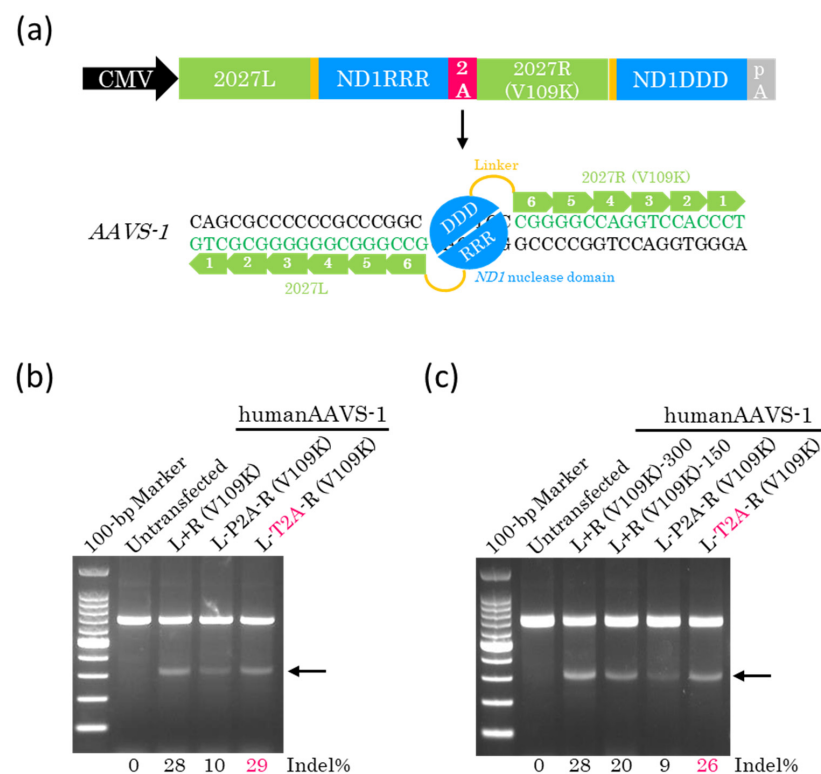 (a)
CMV
2027L
ND1RRR
2
A
2027R
(V109K)
ND1DDD
p
A
Linker
2027R (V109K)
6 5 4 3 2 1
AAVS-1
CAGCGCCCCCCGCCCGGC
CGGGGCCAGGTCCACCCT
GTCGCGGGGGGCGGGCCG
GCCCCGGTCCAGGTGGGA
DDD
RRR
1 2 3 4 5 6
2027L
ND1 nuclease domain
(b)
humanAAVS-1
100-bp Marker
Untransfected
L+R (V109K)
L-P2A-R (V109K)
L-T2A-R (V109K)
0 28 10 29 Indel%
(c)
humanAAVS-1
100-bp Marker
Untransfected
L+R (V109K)-300
L+R (V109K)-150
L-P2A-R (V109K)
L-T2A-R (V109K)
0 28 20 9 26 Indel%